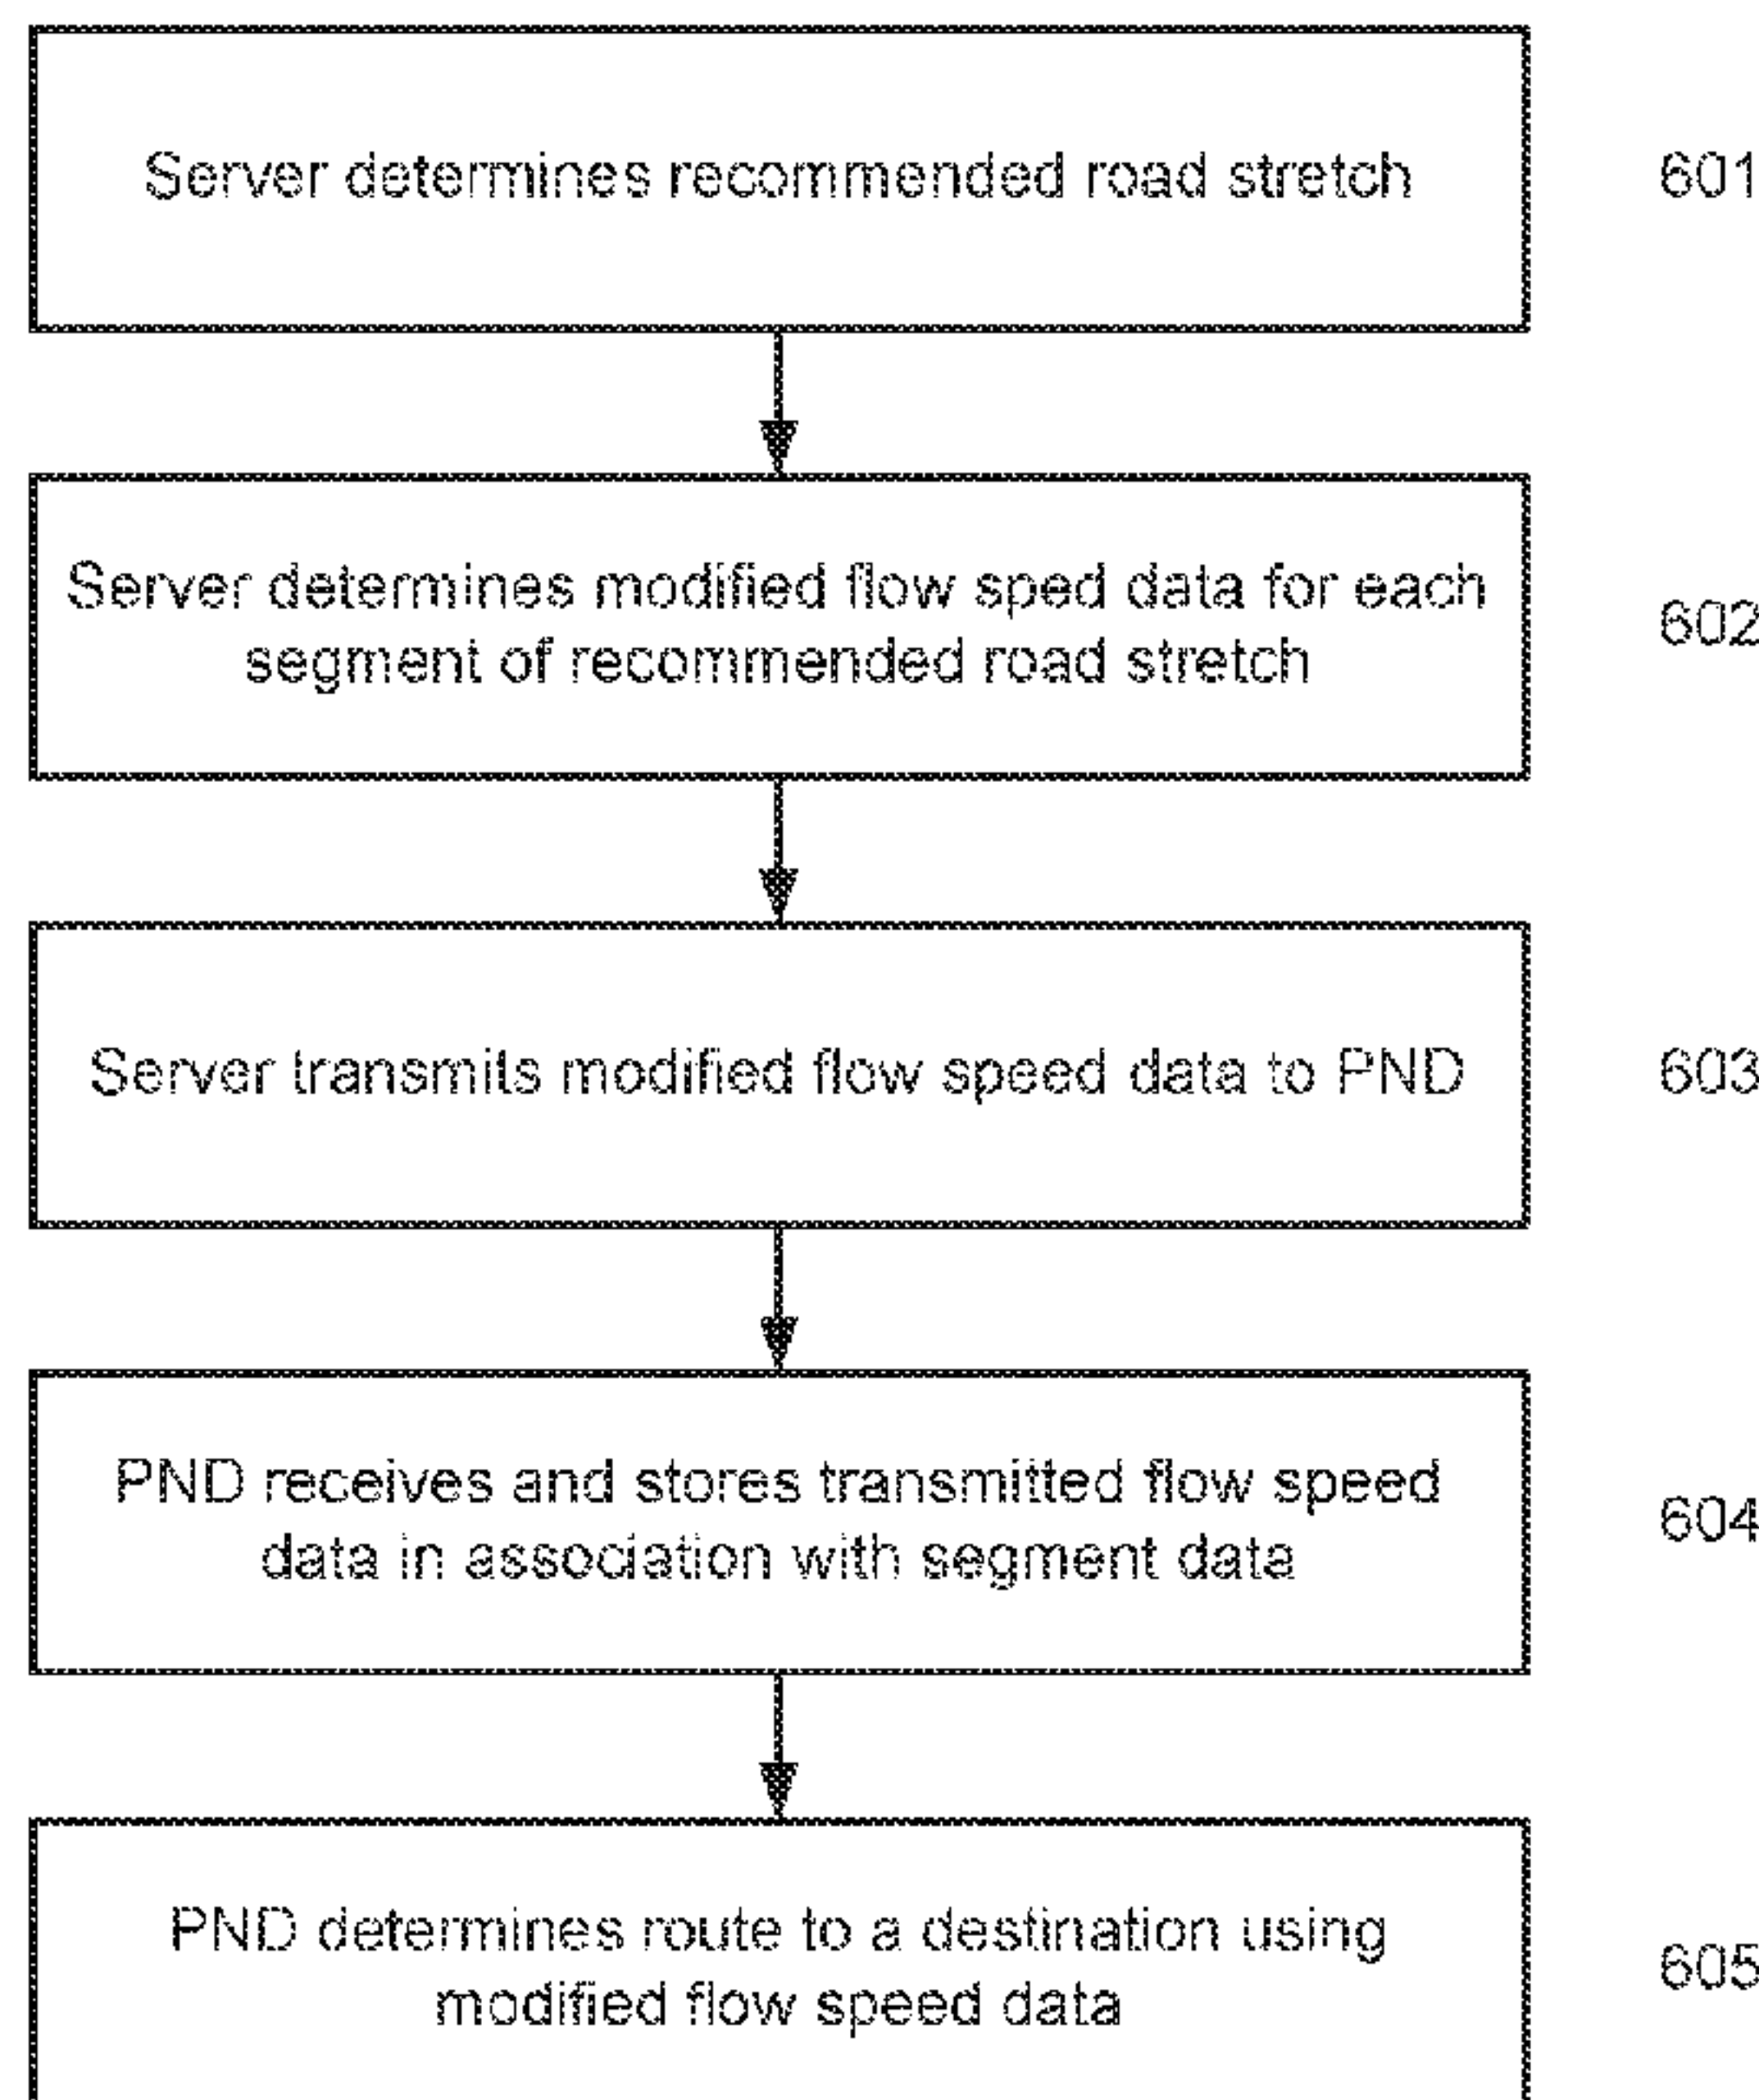 Server determines recommended road stretch
601
Server determines modified flow sped data for each
segment of recommended road stretch
602
Server transmits modified flow speed data to PND
603
PND receives and stores transmitted flow speed
data in association with segment data
604
PND determines route to a destination using
modified flow speed data
605